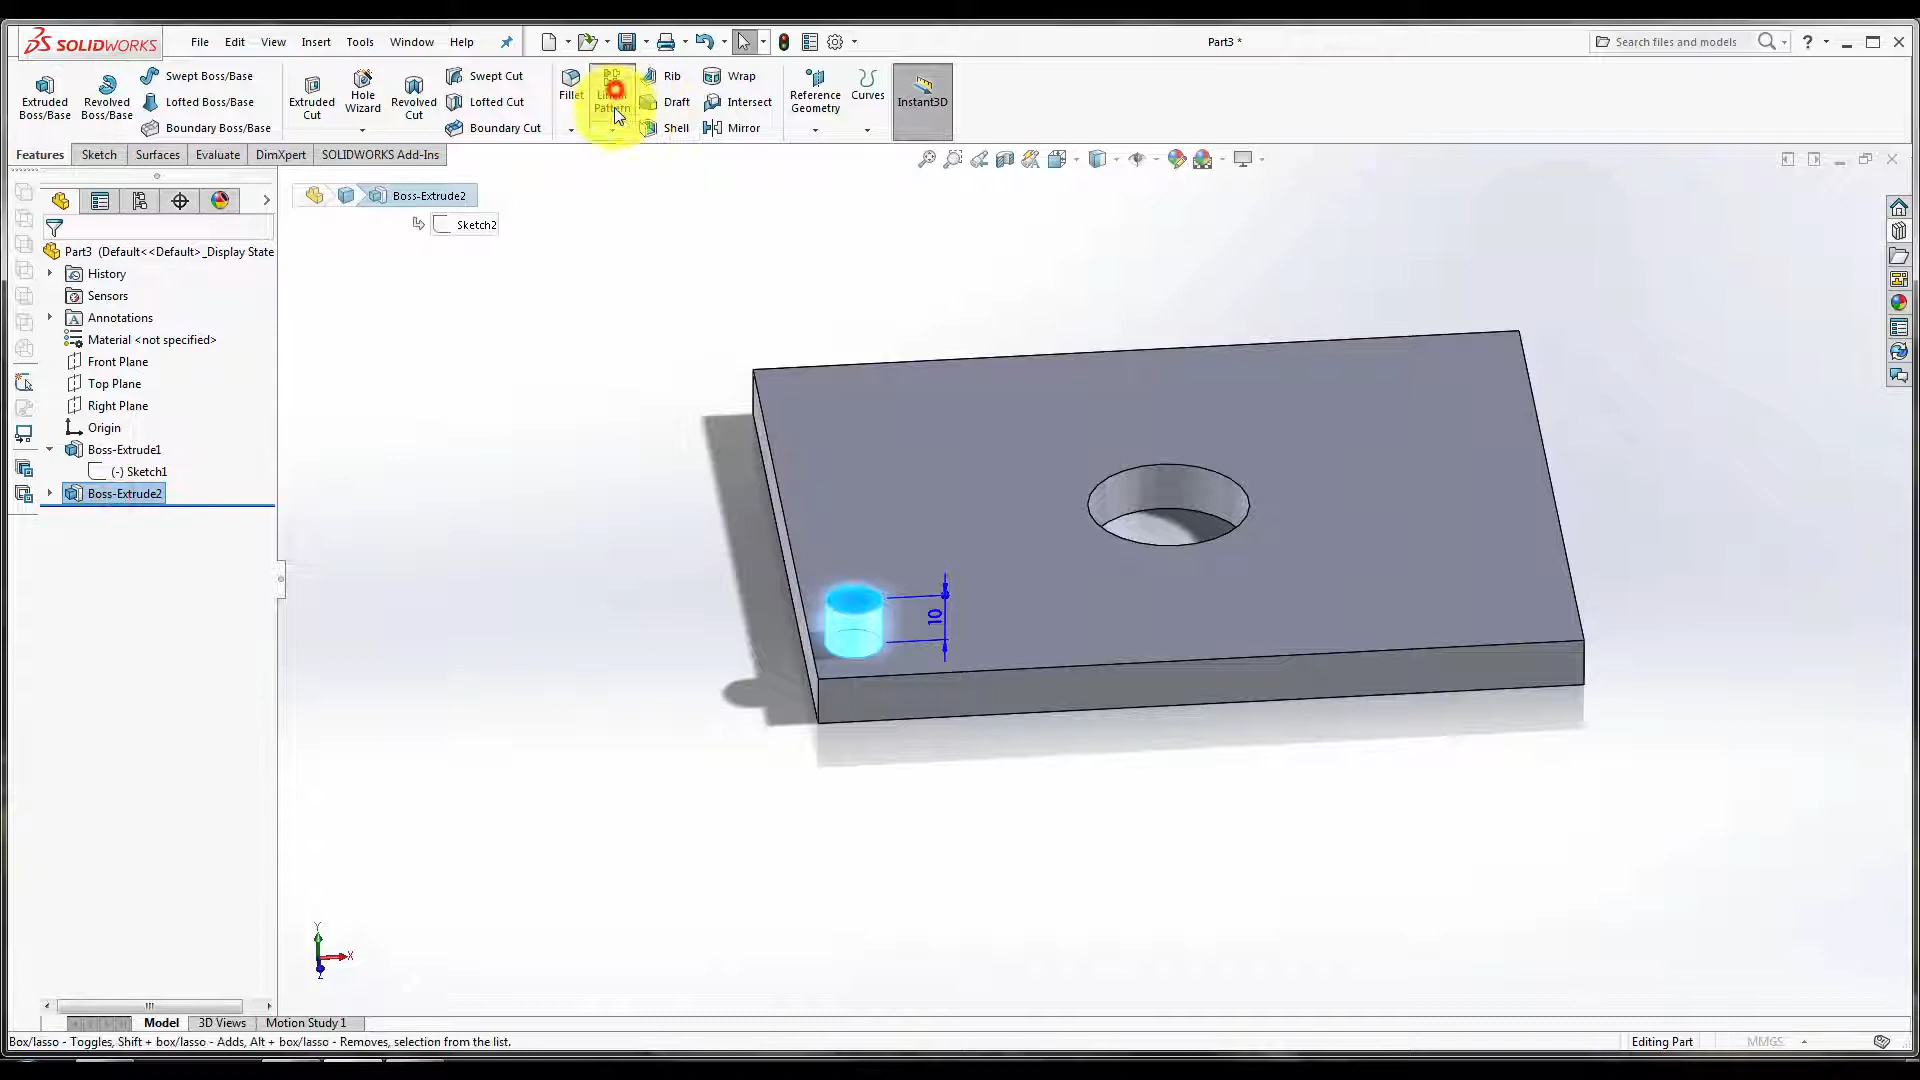 SOLIDWORKS File Edit View Insert Tools Window Help Part3 * Search files and models ?
Extruded Boss/Base
Revolved Boss/Base
Swept Boss/Base
Lofted Boss/Base
Boundary Boss/Base
Extruded Cut
Hole Wizard
Revolved Cut
Swept Cut
Lofted Cut
Boundary Cut
Fillet
Linear Pattern
Rib
Draft
Shell
Wrap
Intersect
Mirror
Reference Geometry
Curves
Instant3D
Features Sketch Surfaces Evaluate DimXpert SOLIDWORKS Add-Ins
Boss-Extrude2
Sketch2
Part3 (Default<<Default>_Display State
History
Sensors
Annotations
Material <not specified>
Front Plane
Top Plane
Right Plane
Origin
Boss-Extrude1
(-) Sketch1
Boss-Extrude2
10
Y
X
Z
Model 3D Views Motion Study 1
Box/lasso - Toggles, Shift + box/lasso - Adds, Alt + box/lasso - Removes, selection from the list. Editing Part MMGS